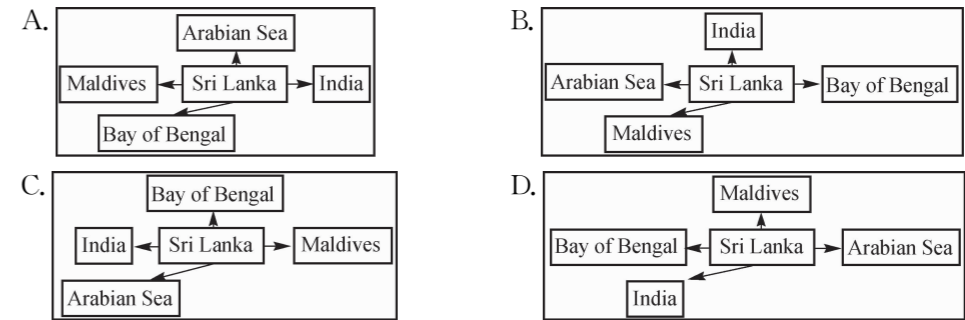 A.
Arabian Sea
Maldives
Sri Lanka
India
Bay of Bengal
B.
India
Arabian Sea
Sri Lanka
Bay of Bengal
Maldives
C.
Bay of Bengal
India
Sri Lanka
Maldives
Arabian Sea
D.
Maldives
Bay of Bengal
Sri Lanka
Arabian Sea
India